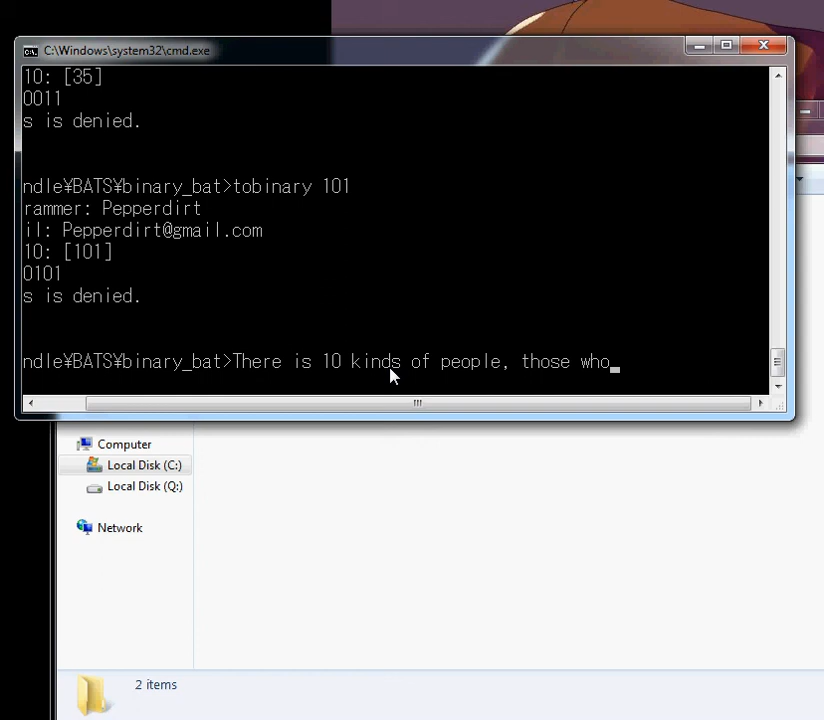 C:\Windows\system32\cmd.exe
10: [35]
0011
s is denied.
ndle¥BATS¥binary_bat>tobinary 101
rammer: Pepperdirt
il: Pepperdirt@gmail.com
10: [101]
0101
s is denied.
ndle¥BATS¥binary_bat>There is 10 kinds of people, those who_
Computer
Local Disk (C:)
Local Disk (Q:)
Network
2 items